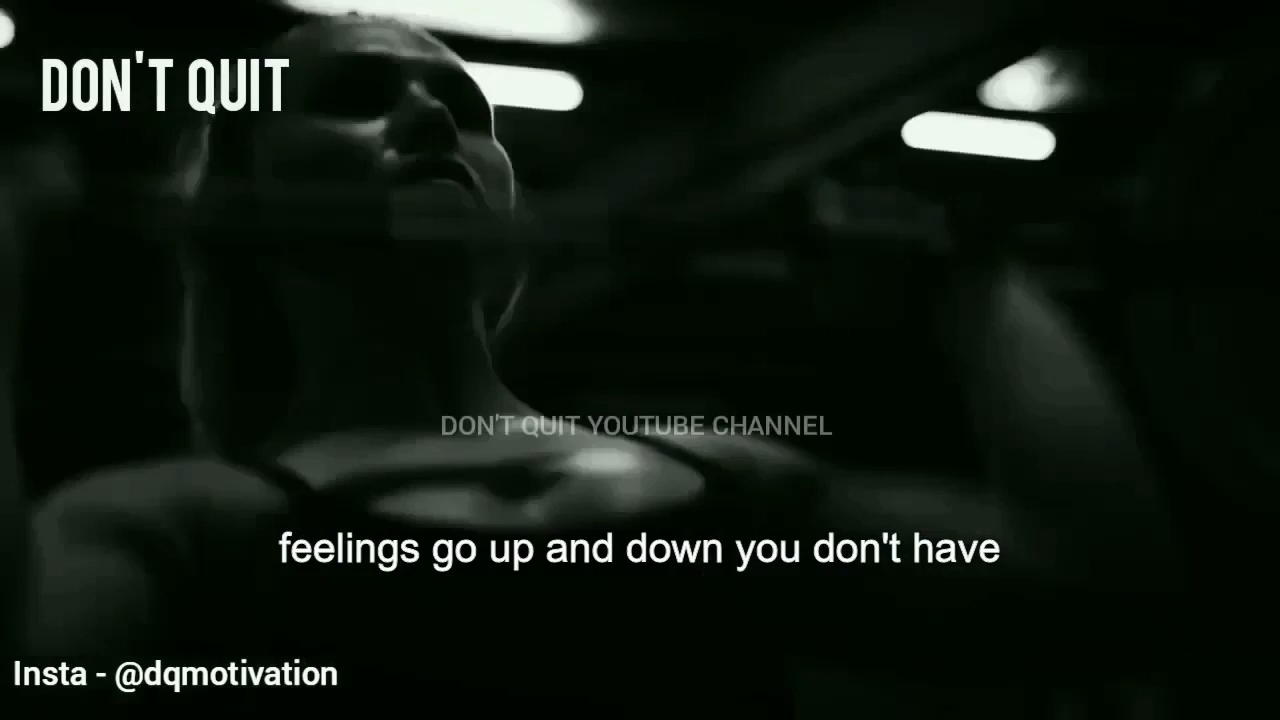 DON'T QUIT
DON'T QUIT YOUTUBE CHANNEL
feelings go up and down you don't have
Insta - @dqmotivation